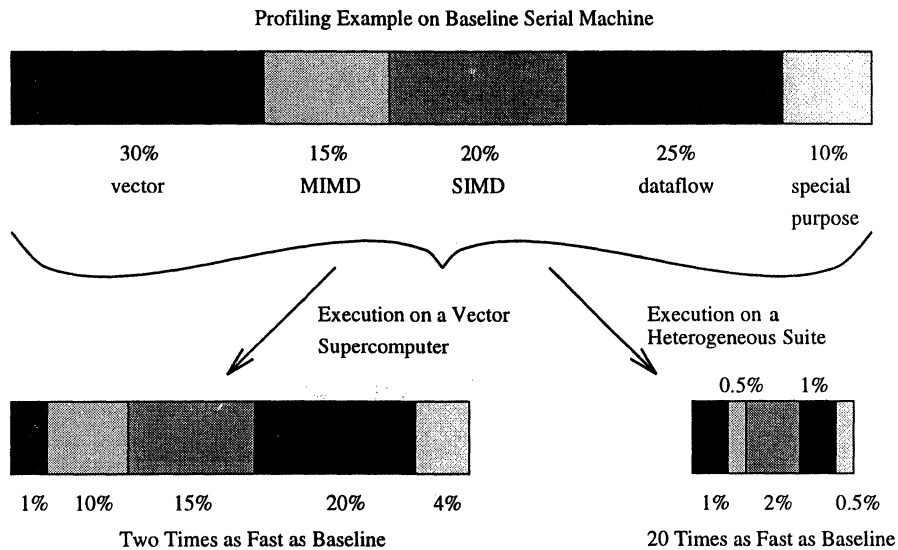 Profiling Example on Baseline Serial Machine
30% 15% 20% 25% 10%
vector MIMD SIMD dataflow special
purpose
Execution on a Vector
Supercomputer
Execution on a
Heterogeneous Suite
0.5% 1%
1% 10% 15% 20% 4%
1% 2% 0.5%
Two Times as Fast as Baseline
20 Times as Fast as Baseline